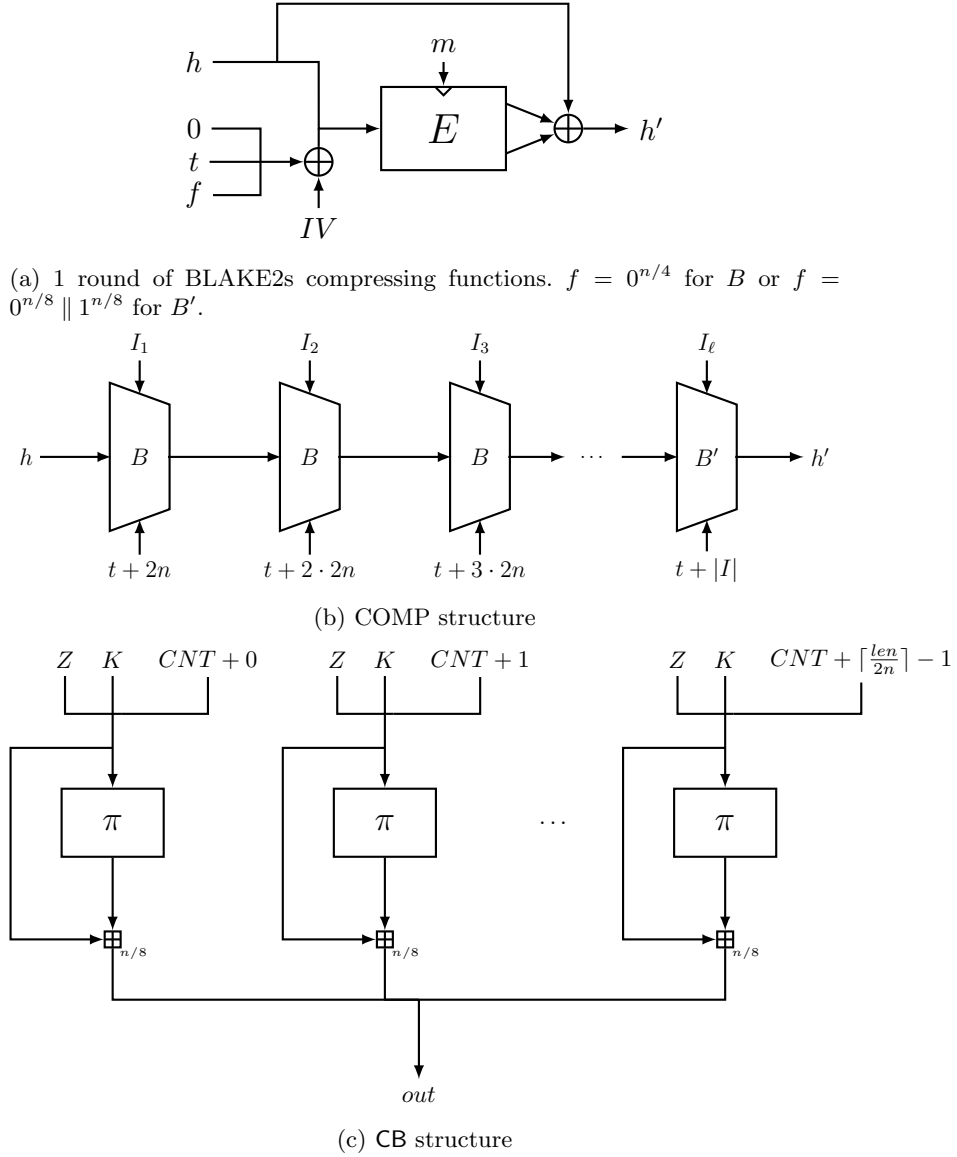 m
h
0
E
h′
t
f
IV
(a) 1 round of BLAKE2s compressing functions. f = 0^{n/4} for B or f =
0^{n/8} ∥ 1^{n/8} for B′.
I_1 I_2 I_3 I_ℓ
h B B B ··· B′ h′
t + 2n t + 2 · 2n t + 3 · 2n t + |I|
(b) COMP structure
Z K CNT + 0 Z K CNT + 1 Z K CNT + ⌈\frac{len}{2n}⌉ − 1
π π ··· π
n/8 n/8 n/8
out
(c) CB structure